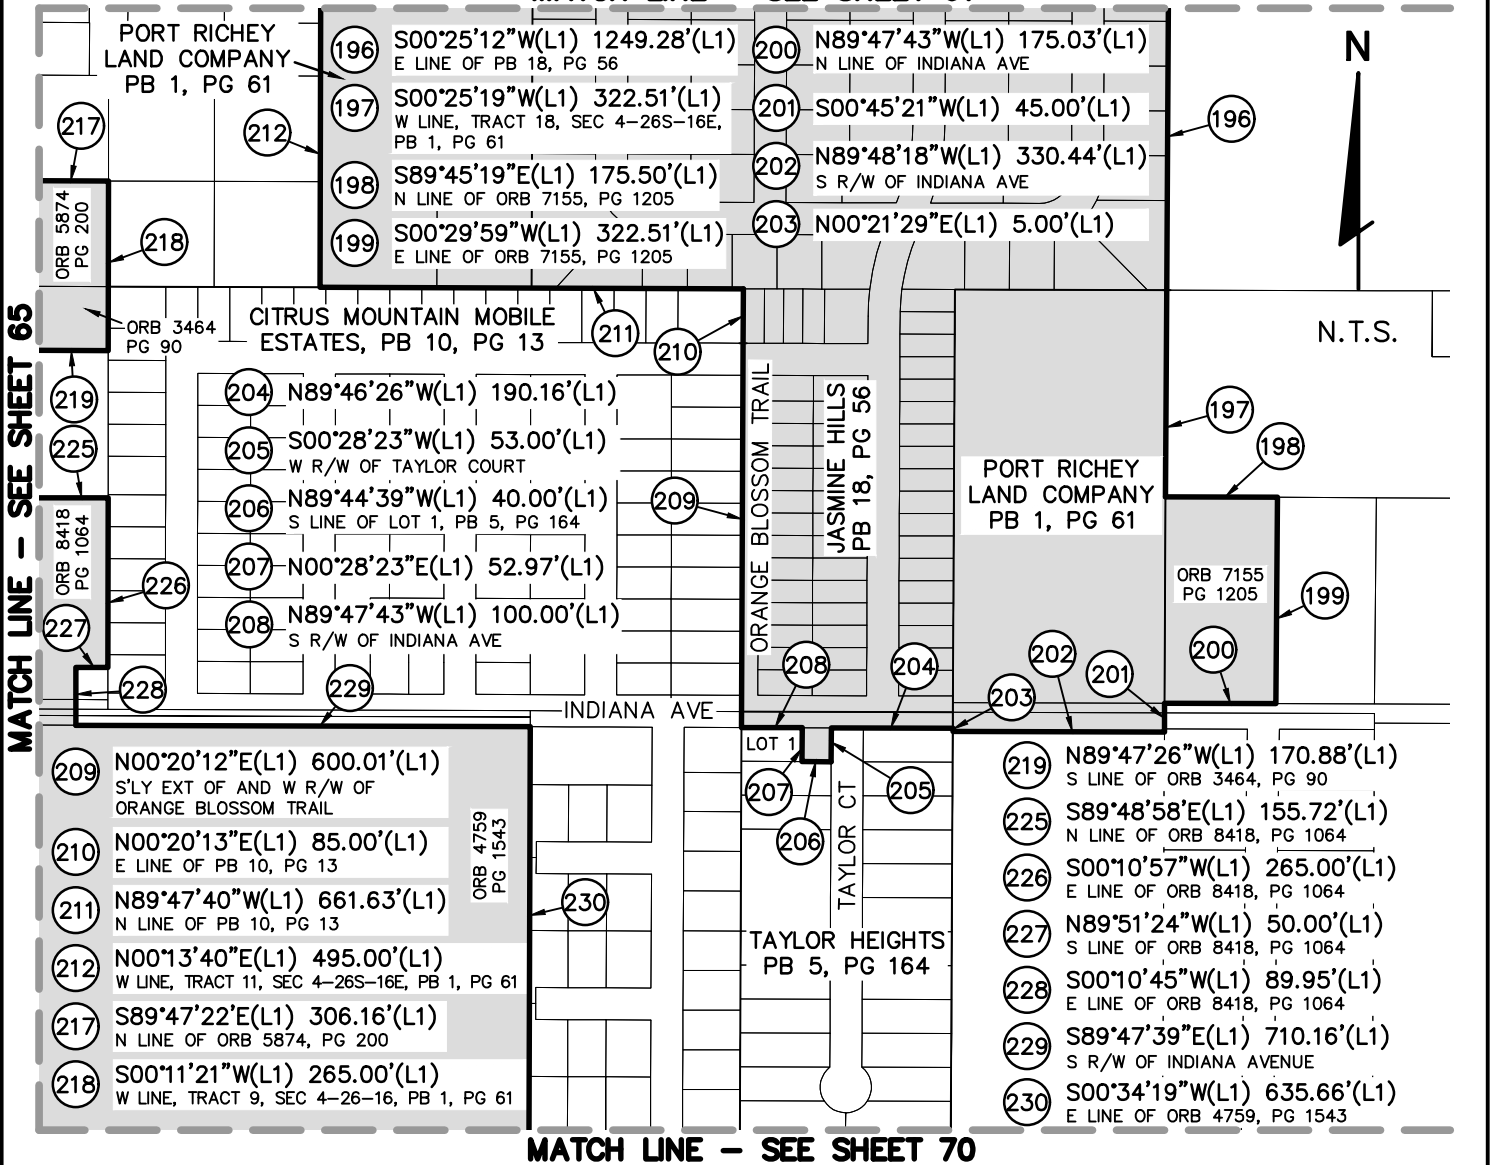 PORT RICHEY
LAND COMPANY
PB 1, PG 61
196 S00°25'12"W(L1) 1249.28'(L1)
E LINE OF PB 18, PG 56
197 S00°25'19"W(L1) 322.51'(L1)
W LINE, TRACT 18, SEC 4-26S-16E,
PB 1, PG 61
198 S89°45'19"E(L1) 175.50'(L1)
N LINE OF ORB 7155, PG 1205
199 S00°29'59"W(L1) 322.51'(L1)
E LINE OF ORB 7155, PG 1205
200 N89°47'43"W(L1) 175.03'(L1)
N LINE OF INDIANA AVE
201 S00°45'21"W(L1) 45.00'(L1)
202 N89°48'18"W(L1) 330.44'(L1)
S R/W OF INDIANA AVE
203 N00°21'29"E(L1) 5.00'(L1)
N
N.T.S.
217
212
196
218
ORB 5874
PG 200
ORB 3464
PG 90
219
225
MATCH LINE - SEE SHEET 65
CITRUS MOUNTAIN MOBILE
ESTATES, PB 10, PG 13
211
210
204 N89°46'26"W(L1) 190.16'(L1)
205 S00°28'23"W(L1) 53.00'(L1)
W R/W OF TAYLOR COURT
206 N89°44'39"W(L1) 40.00'(L1)
S LINE OF LOT 1, PB 5, PG 164
207 N00°28'23"E(L1) 52.97'(L1)
208 N89°47'43"W(L1) 100.00'(L1)
S R/W OF INDIANA AVE
209
ORANGE BLOSSOM TRAIL
JASMINE HILLS
PB 18, PG 56
PORT RICHEY
LAND COMPANY
PB 1, PG 61
197
198
ORB 7155
PG 1205
199
200
ORB 8418
PG 1064
226
227
228
229
INDIANA AVE
208
204
203
202
201
LOT 1
207
206
205
TAYLOR CT
TAYLOR HEIGHTS
PB 5, PG 164
209 N00°20'12"E(L1) 600.01'(L1)
S'LY EXT OF AND W R/W OF
ORANGE BLOSSOM TRAIL
210 N00°20'13"E(L1) 85.00'(L1)
E LINE OF PB 10, PG 13
211 N89°47'40"W(L1) 661.63'(L1)
N LINE OF PB 10, PG 13
212 N00°13'40"E(L1) 495.00'(L1)
W LINE, TRACT 11, SEC 4-26S-16E, PB 1, PG 61
217 S89°47'22'E(L1) 306.16'(L1)
N LINE OF ORB 5874, PG 200
218 S00°11'21"W(L1) 265.00'(L1)
W LINE, TRACT 9, SEC 4-26-16, PB 1, PG 61
ORB 4759
PG 1543
230
219 N89°47'26"W(L1) 170.88'(L1)
S LINE OF ORB 3464, PG 90
225 S89°48'58'E(L1) 155.72'(L1)
N LINE OF ORB 8418, PG 1064
226 S00°10'57"W(L1) 265.00'(L1)
E LINE OF ORB 8418, PG 1064
227 N89°51'24"W(L1) 50.00'(L1)
S LINE OF ORB 8418, PG 1064
228 S00°10'45"W(L1) 89.95'(L1)
E LINE OF ORB 8418, PG 1064
229 S89°47'39"E(L1) 710.16'(L1)
S R/W OF INDIANA AVENUE
230 S00°34'19"W(L1) 635.66'(L1)
E LINE OF ORB 4759, PG 1543
MATCH LINE - SEE SHEET 70